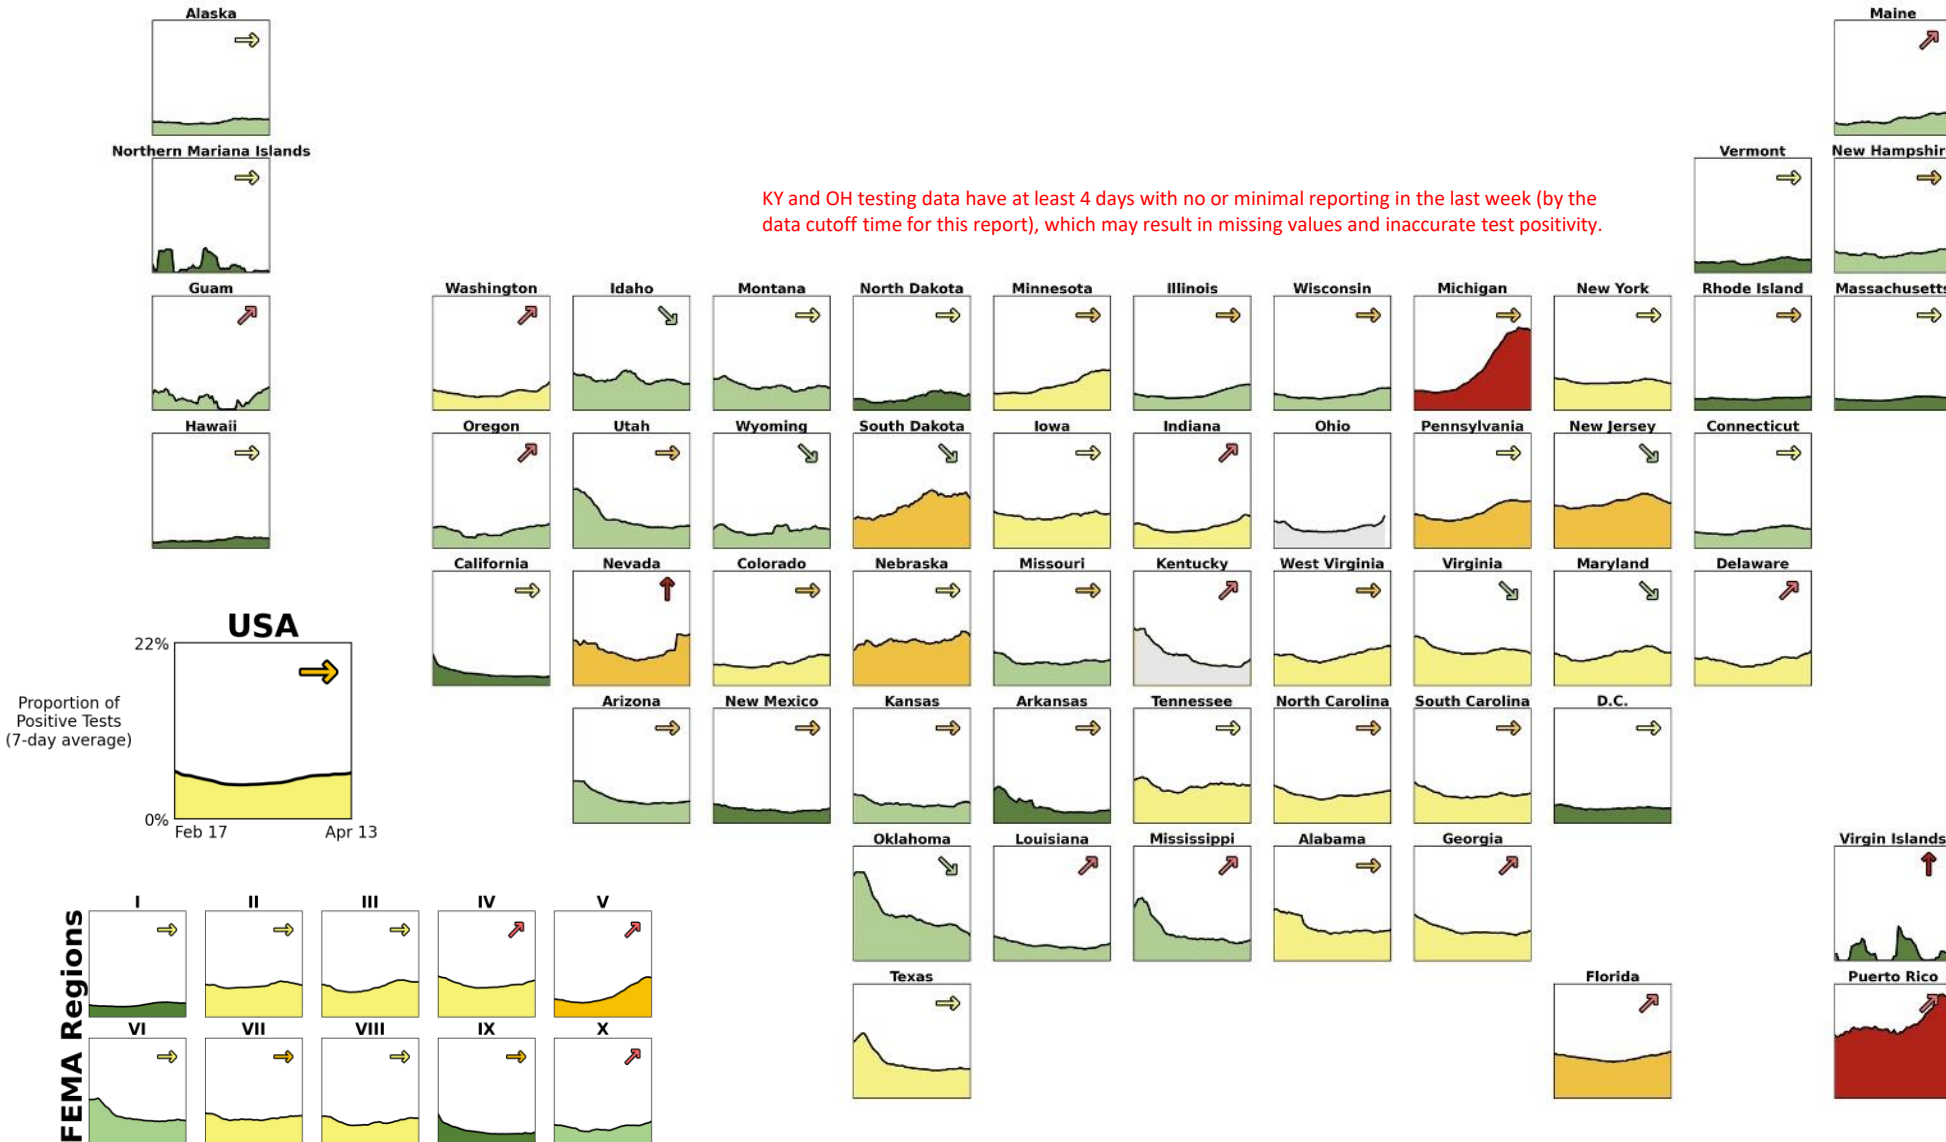 Alaska
Maine
Northern Mariana Islands
Vermont
New Hampshir
KY and OH testing data have at least 4 days with no or minimal reporting in the last week (by the
data cutoff time for this report), which may result in missing values and inaccurate test positivity.
Guam
Washington
Idaho
Montana
North Dakota
Minnesota
Illinois
Wisconsin
Michigan
New York
Rhode Island
Massachusetts
Hawaii
Oregon
Utah
Wyoming
South Dakota
Iowa
Indiana
Ohio
Pennsylvania
New Jersey
Connecticut
California
Nevada
Colorado
Nebraska
Missouri
Kentucky
West Virginia
Virginia
Maryland
Delaware
USA
22%
Proportion of
Positive Tests
(7-day average)
0%
Feb 17
Apr 13
Arizona
New Mexico
Kansas
Arkansas
Tennessee
North Carolina
South Carolina
D.C.
Oklahoma
Louisiana
Mississippi
Alabama
Georgia
Virgin Islands
Texas
Florida
Puerto Rico
FEMA Regions
I
II
III
IV
V
VI
VII
VIII
IX
X